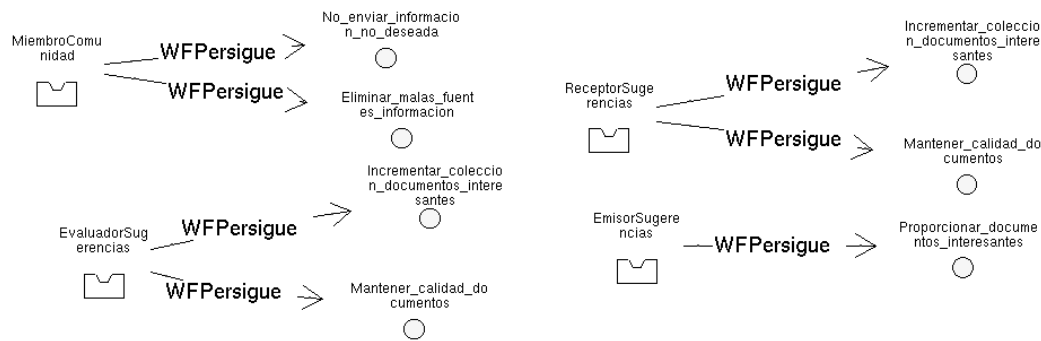 MiembroComu
nidad
WFPersigue
No_enviar_informacio
n_no_deseada
WFPersigue
Eliminar_malas_fuent
es_informacion
EvaluadorSug
erencias
WFPersigue
Incrementar_coleccio
n_documentos_intere
santes
WFPersigue
Mantener_calidad_do
cumentos
ReceptorSuge
rencias
WFPersigue
Incrementar_coleccio
n_documentos_intere
santes
WFPersigue
Mantener_calidad_do
cumentos
EmisorSugere
ncias
WFPersigue
Proporcionar_docume
ntos_interesantes